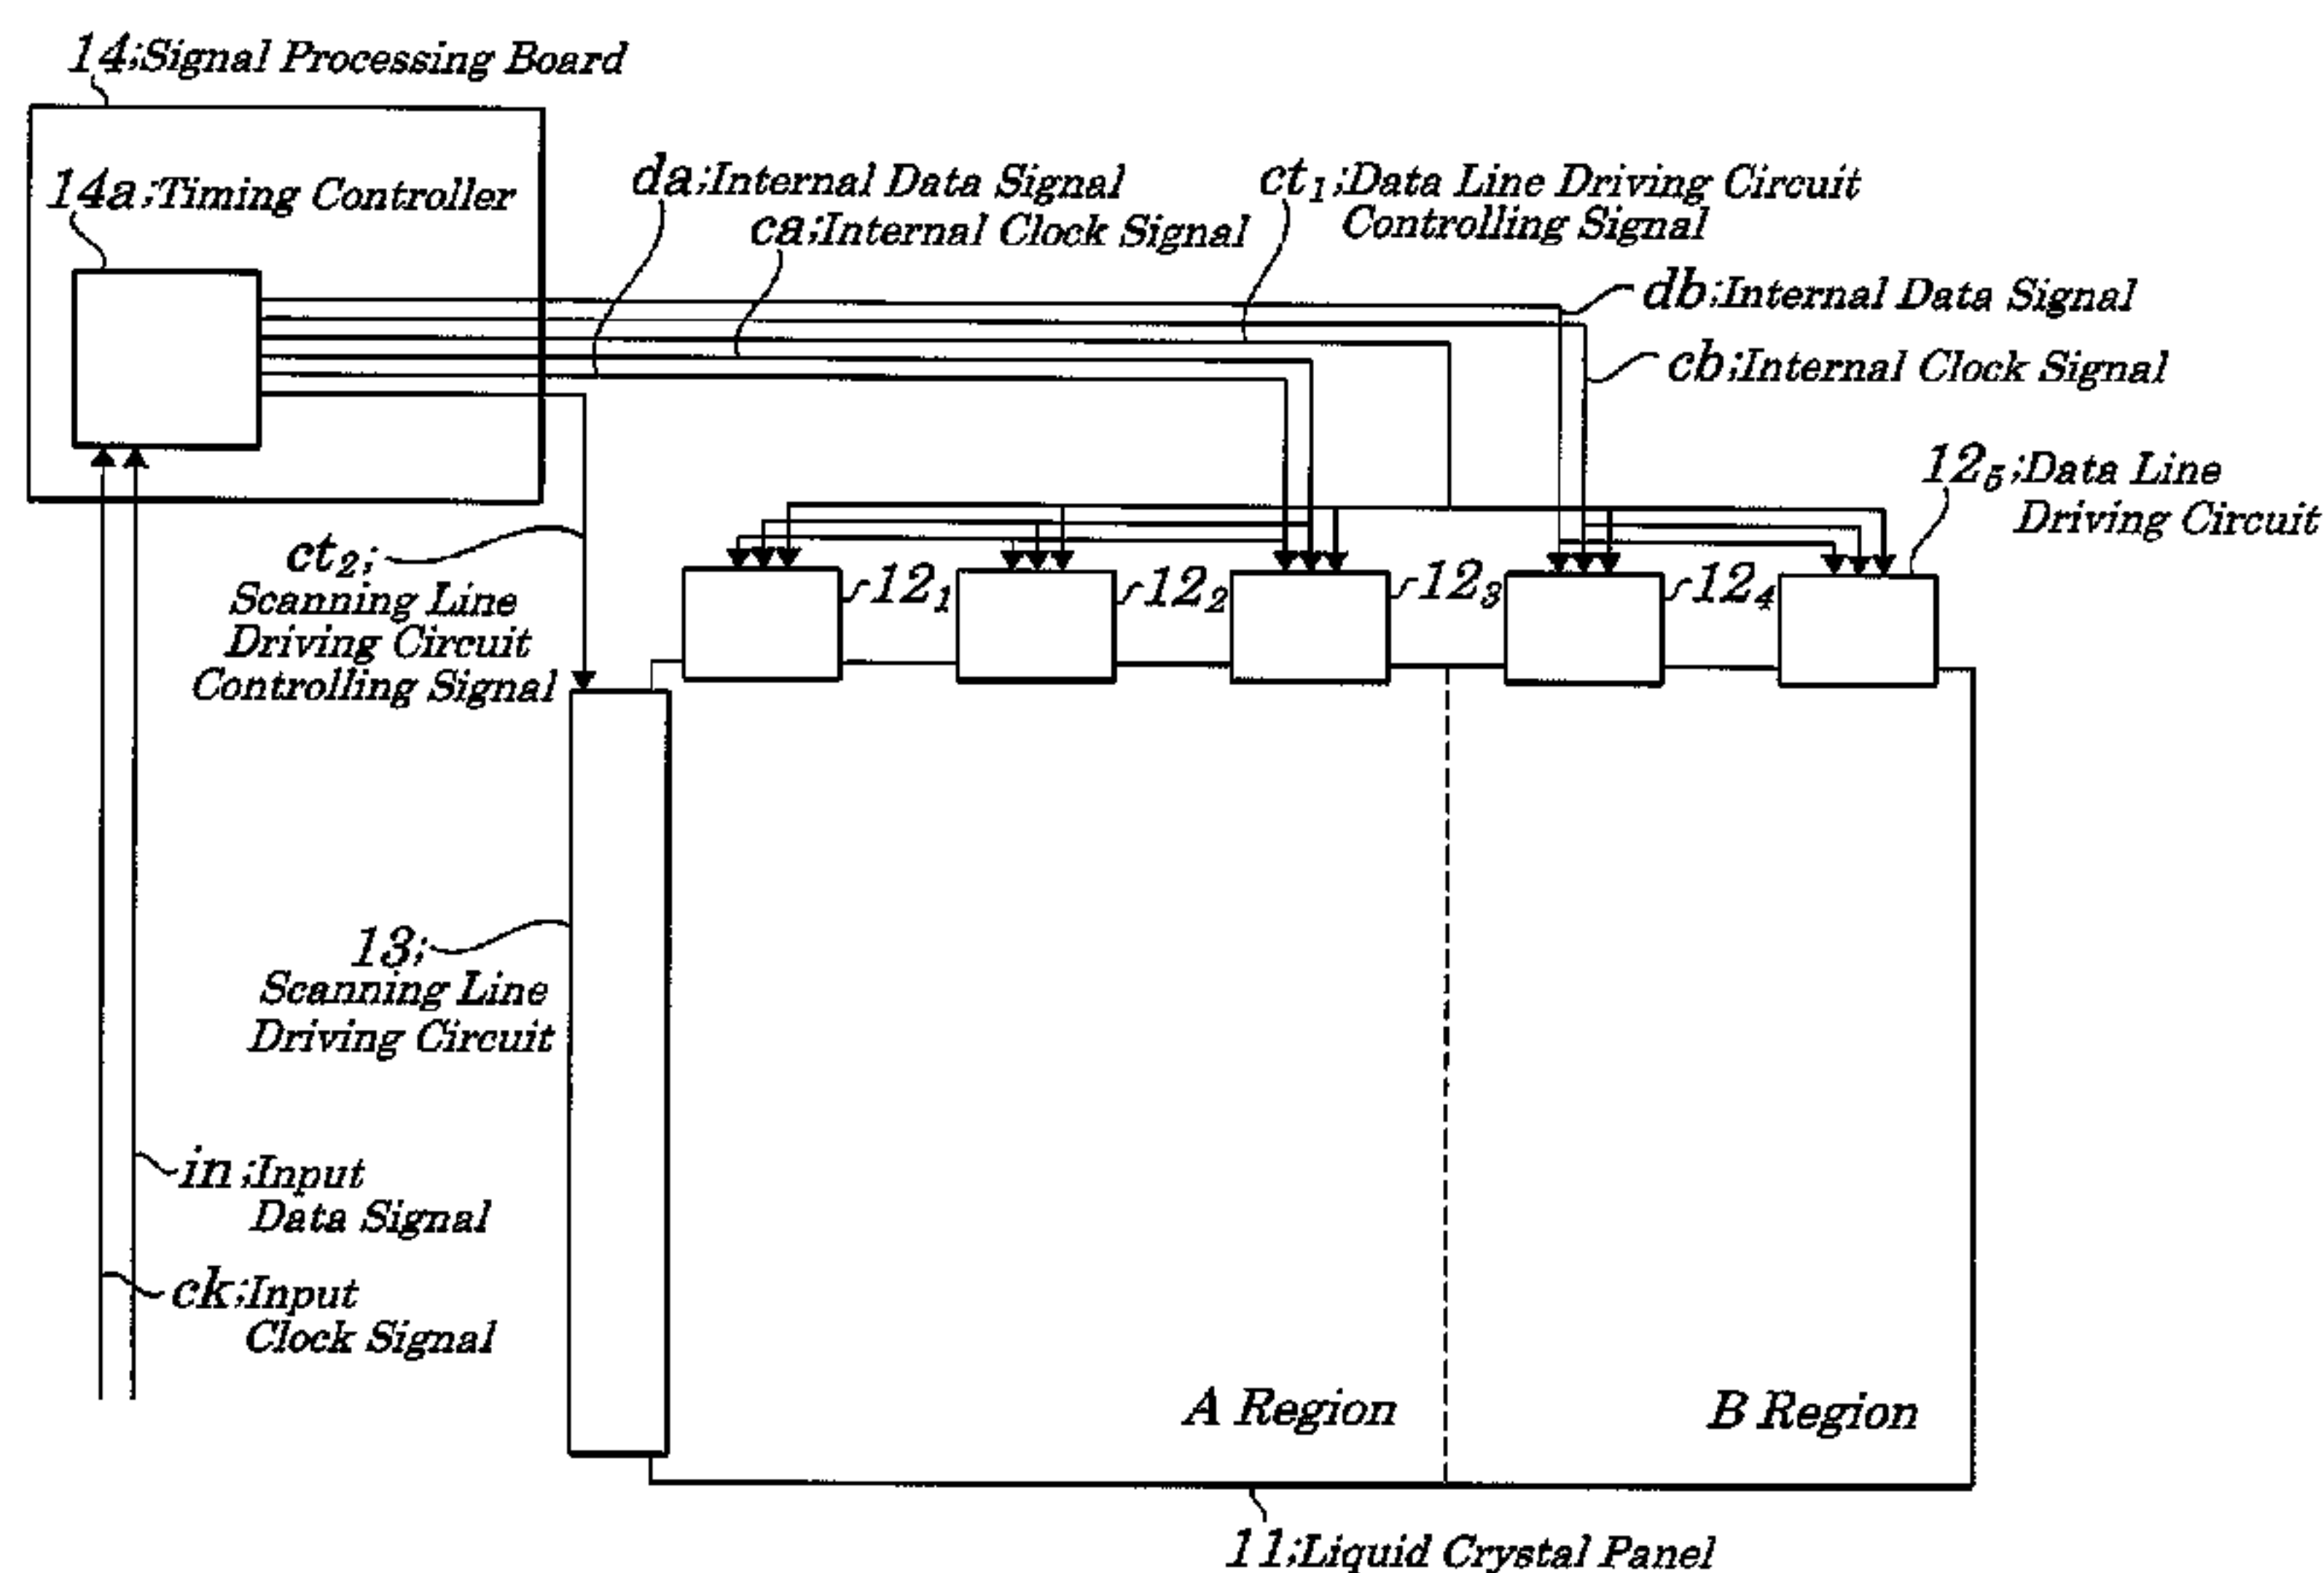 14;Signal Processing Board
14a;Timing Controller
da;Internal Data Signal
ca;Internal Clock Signal
ct1;Data Line Driving Circuit
Controlling Signal
db;Internal Data Signal
cb;Internal Clock Signal
125;Data Line
Driving Circuit
ct2;
Scanning Line
Driving Circuit
Controlling Signal
121
122
123
124
13;
Scanning Line
Driving Circuit
in;Input
Data Signal
ck;Input
Clock Signal
A Region
B Region
11;Liquid Crystal Panel